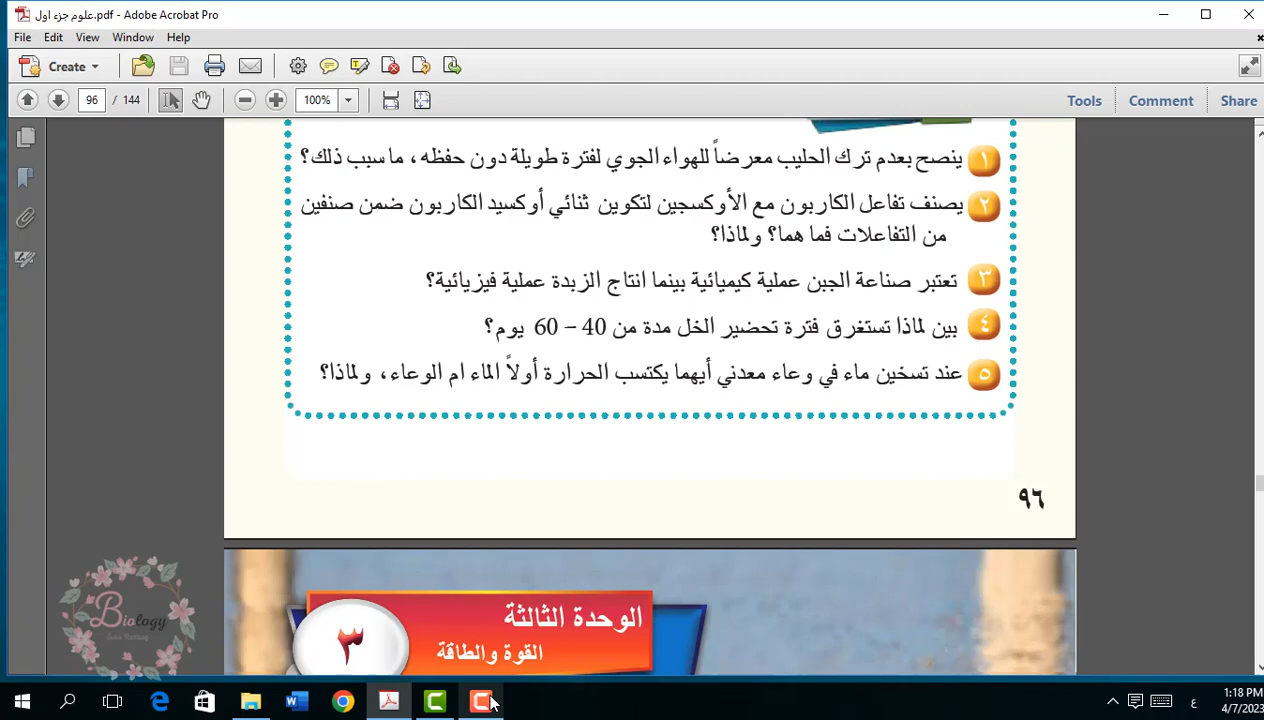 علوم جزء اول.pdf - Adobe Acrobat Pro
File Edit View Window Help
Create
96 / 144 100% Tools Comment Share
١ ينصح بعدم ترك الحليب معرضاً للهواء الجوي لفترة طويلة دون حفظه، ما سبب ذلك؟
٢ يصنف تفاعل الكاربون مع الأوكسجين لتكوين ثنائي أوكسيد الكاربون ضمن صنفين
من التفاعلات فما هما؟ ولماذا؟
٣ تعتبر صناعة الجبن عملية كيميائية بينما انتاج الزبدة عملية فيزيائية؟
٤ بين لماذا تستغرق فترة تحضير الخل مدة من 40 – 60 يوم؟
٥ عند تسخين ماء في وعاء معدني أيهما يكتسب الحرارة أولاً الماء ام الوعاء، ولماذا؟
٩٦
الوحدة الثالثة
٣
القوة والطاقة
Biology
1:18 PM
ع
4/7/2023